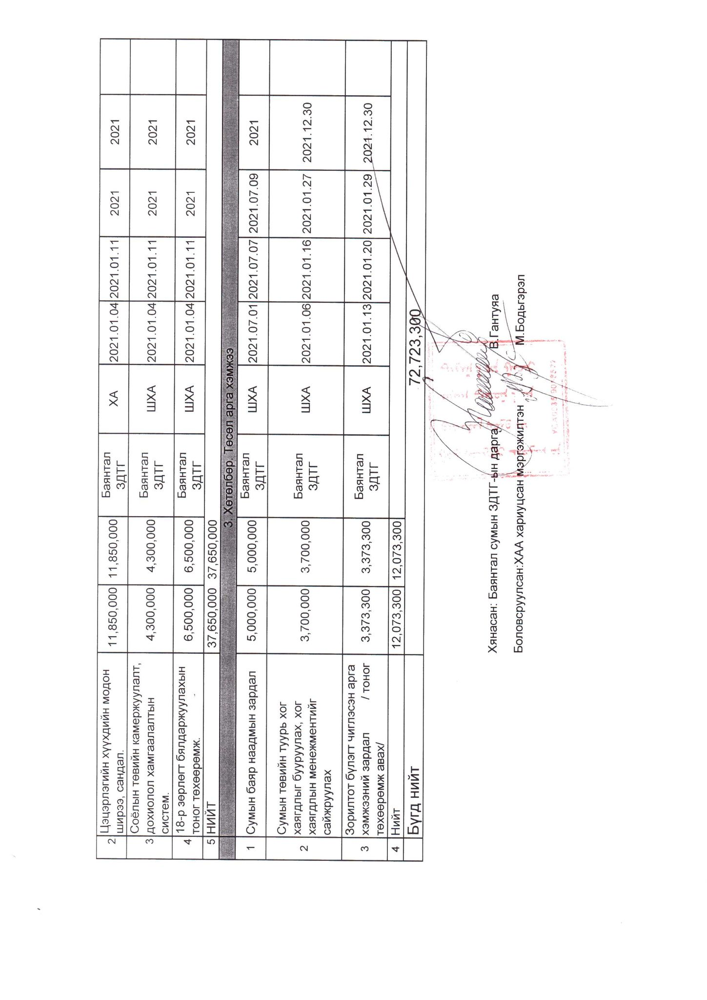 2 Цэцэрлэгийн хүүхдийн модон ширээ, сандал. 11,850,000 11,850,000 Баянтал ЗДТГ ХА 2021.01.04 2021.01.11 2021 2021
3 Соёлын төвийн камержуулалт, дохиолол хамгаалалтын систем. 4,300,000 4,300,000 Баянтал ЗДТГ ШХА 2021.01.04 2021.01.11 2021 2021
4 18-р зөрлөгт бялдаржуулахын тоног төхөөрөмж. 6,500,000 6,500,000 Баянтал ЗДТГ ШХА 2021.01.04 2021.01.11 2021 2021
5 НИЙТ 37,650,000 37,650,000
3. Хөтөлбөр. Төсөл арга хэмжээ
1 Сумын баяр наадмын зардал 5,000,000 5,000,000 Баянтал ЗДТГ ШХА 2021.07.01 2021.07.07 2021.07.09 2021
2 Сумын төвийн туурь хог хаягдлыг бууруулах, хог хаягдлын менежментийг сайжруулах 3,700,000 3,700,000 Баянтал ЗДТГ ШХА 2021.01.06 2021.01.16 2021.01.27 2021.12.30
3 Зорилтот бүлэгт чиглэсэн арга хэмжээний зардал / тоног төхөөрөмж авах/ 3,373,300 3,373,300 Баянтал ЗДТГ ШХА 2021.01.13 2021.01.20 2021.01.29 2021.12.30
4 Нийт 12,073,300 12,073,300
Бүгд нийт 72,723,300
Хянасан: Баянтал сумын ЗДТГ-ын дарга В.Гантуяа
Боловсруулсан:ХАА хариуцсан мэргэжилтэн М.Бодьгэрэл